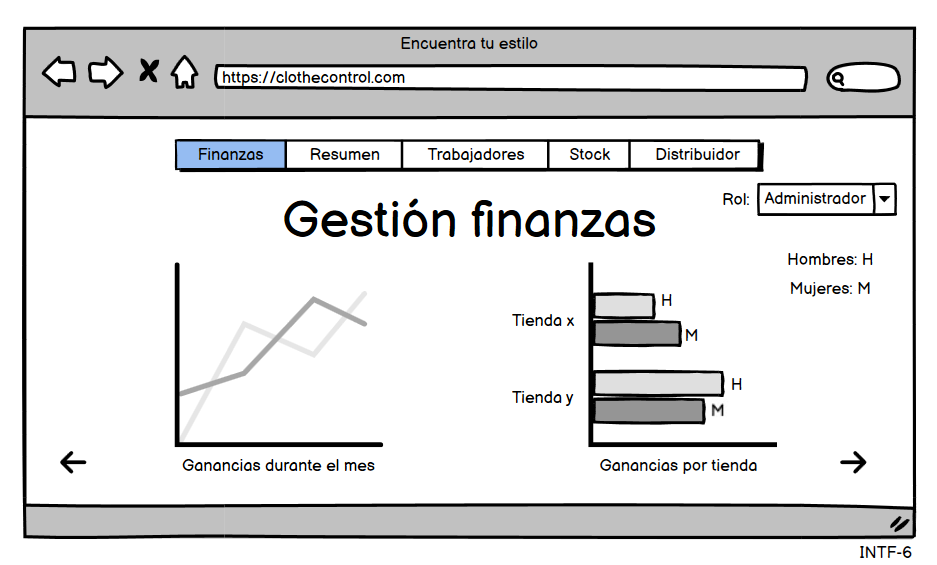 Encuentra tu estilo
https://clothecontrol.com
Finanzas Resumen Trabajadores Stock Distribuidor
Rol: Administrador
Gestión finanzas
Hombres: H
Mujeres: M
H
Tienda x
M
H
Tienda y
M
Ganancias durante el mes
Ganancias por tienda
INTF-6